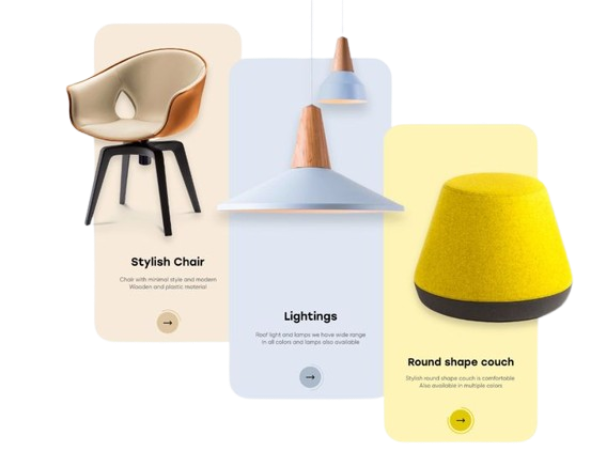 Stylish Chair
Chair with minimal style and modern
Wooden and plastic material
Lightings
Roof light and lamps we have wide range
in all colors and lamps also available
Round shape couch
Stylish round shape couch is comfortable
Also available in multiple colors